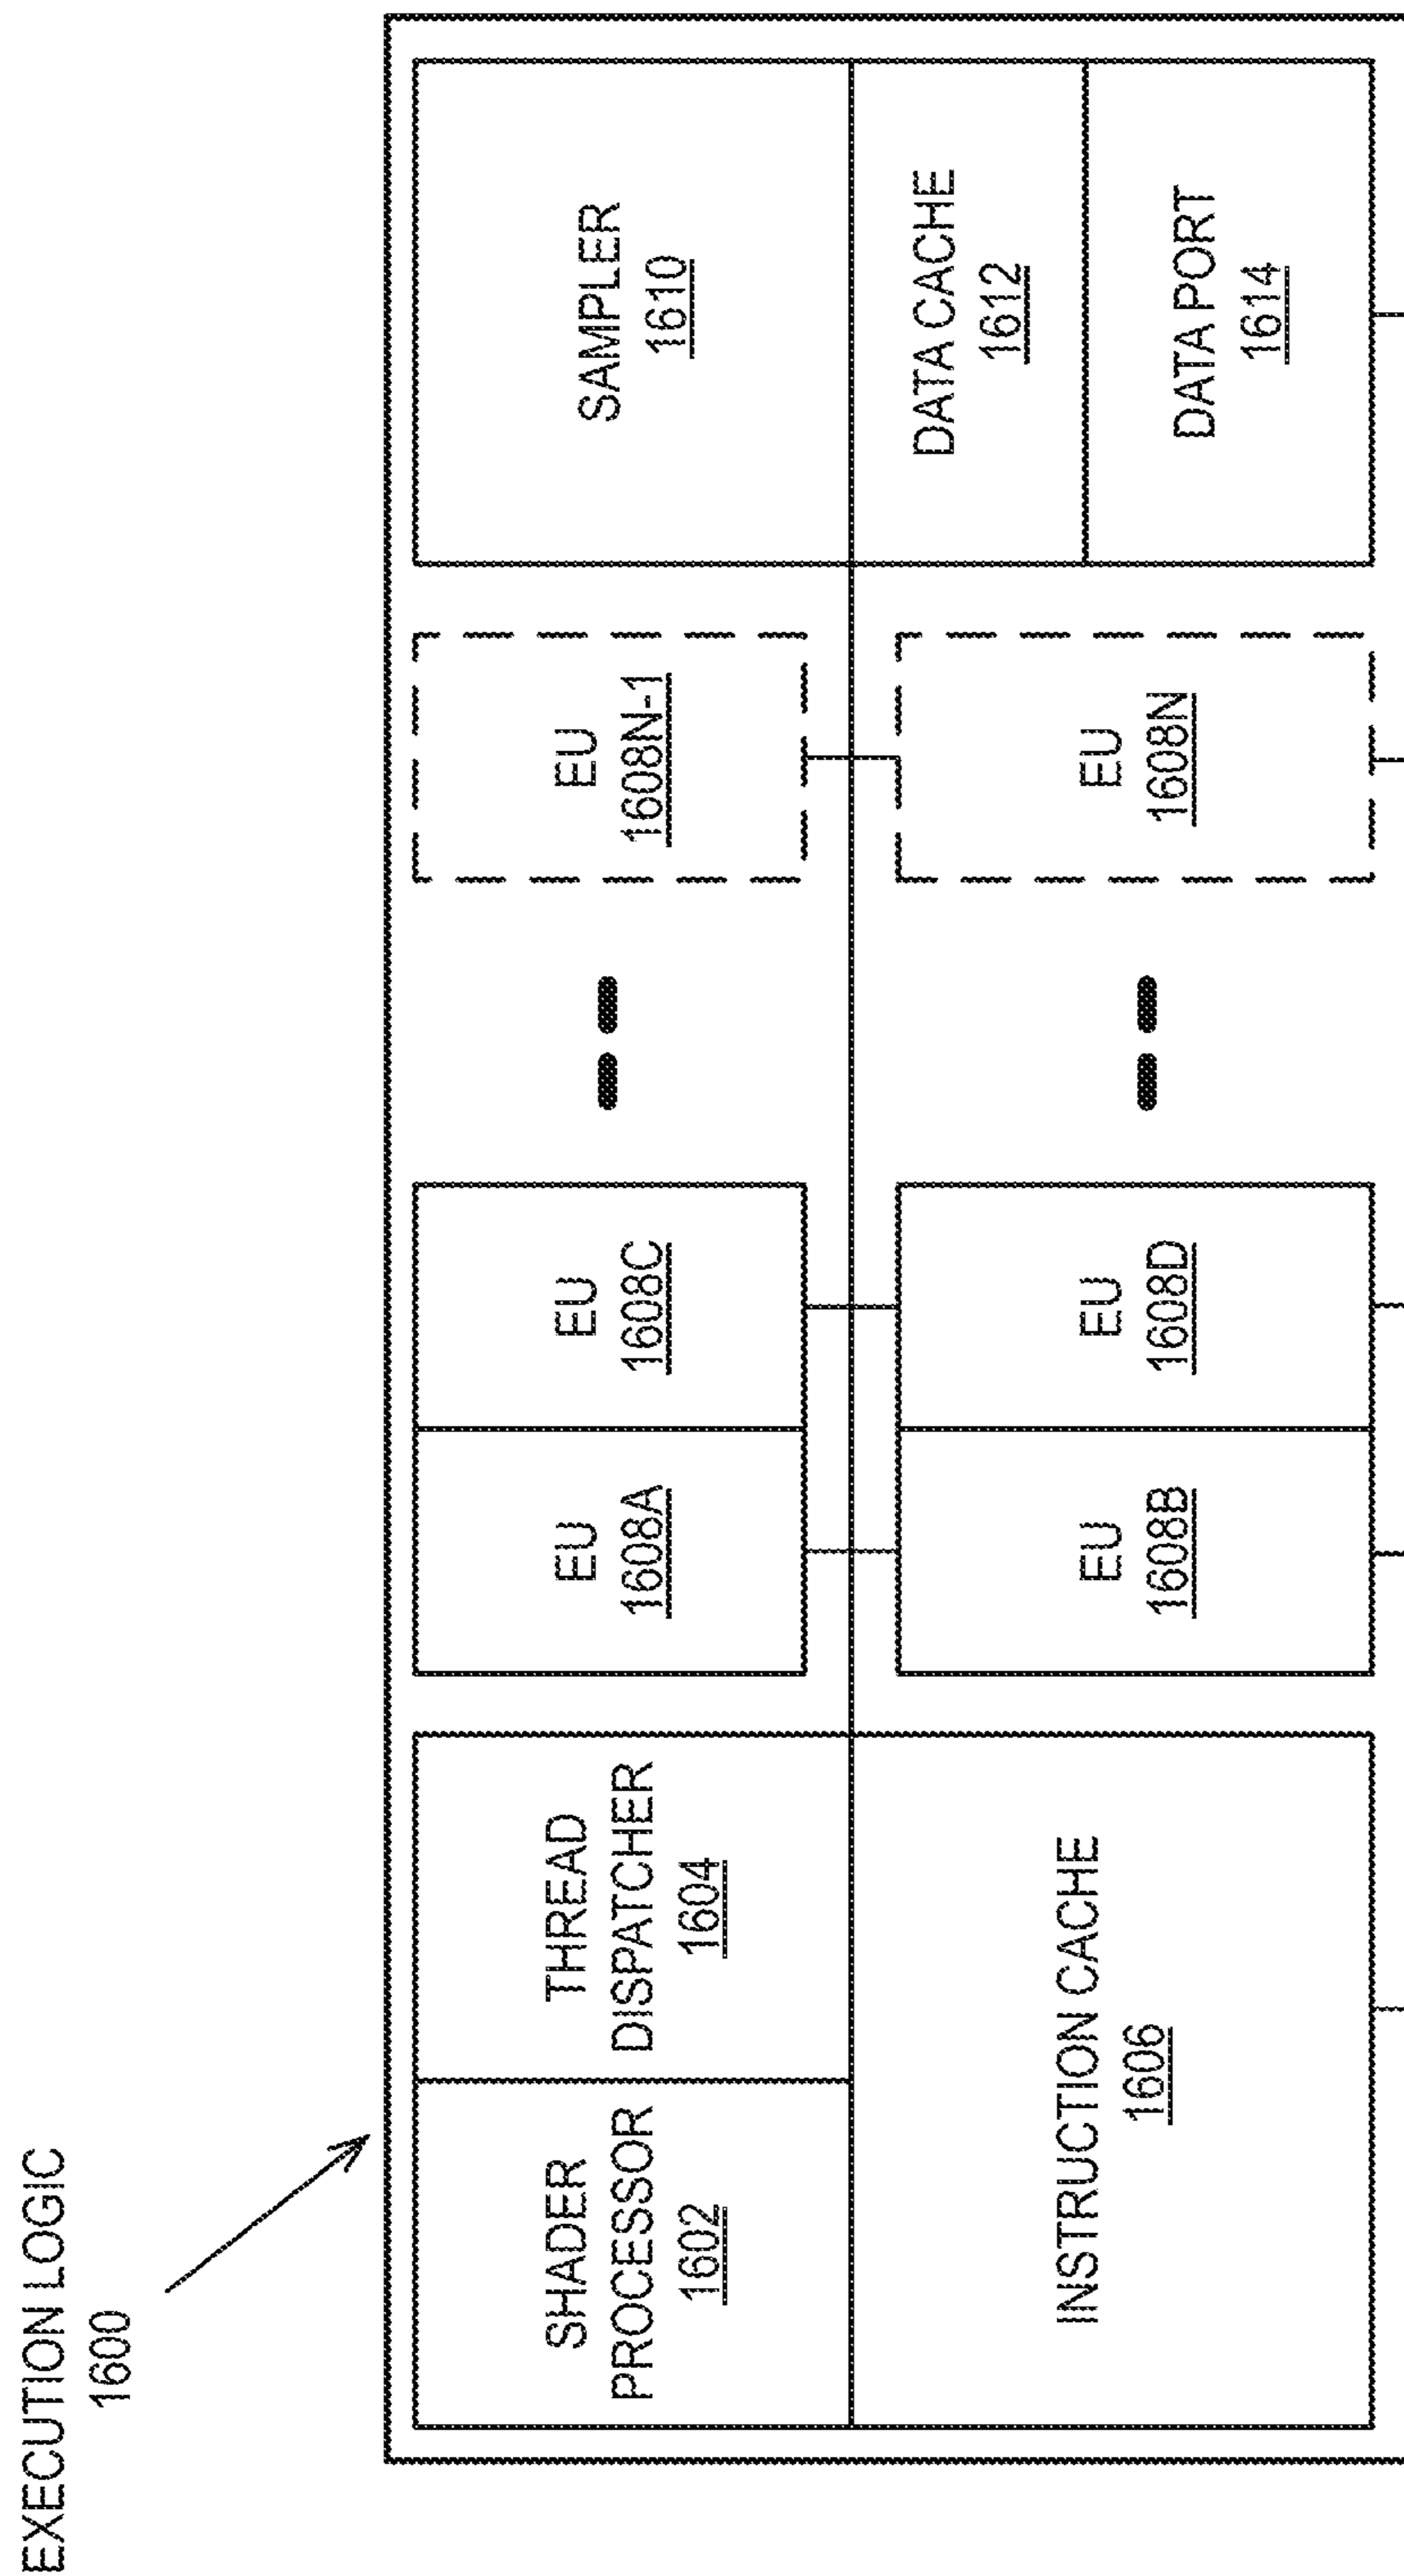 EXECUTION LOGIC
1600
SHADER
PROCESSOR
1602
THREAD
DISPATCHER
1604
EU
1608A
EU
1608C
EU
1608N-1
SAMPLER
1610
INSTRUCTION CACHE
1606
EU
1608B
EU
1608D
EU
1608N
DATA CACHE
1612
DATA PORT
1614